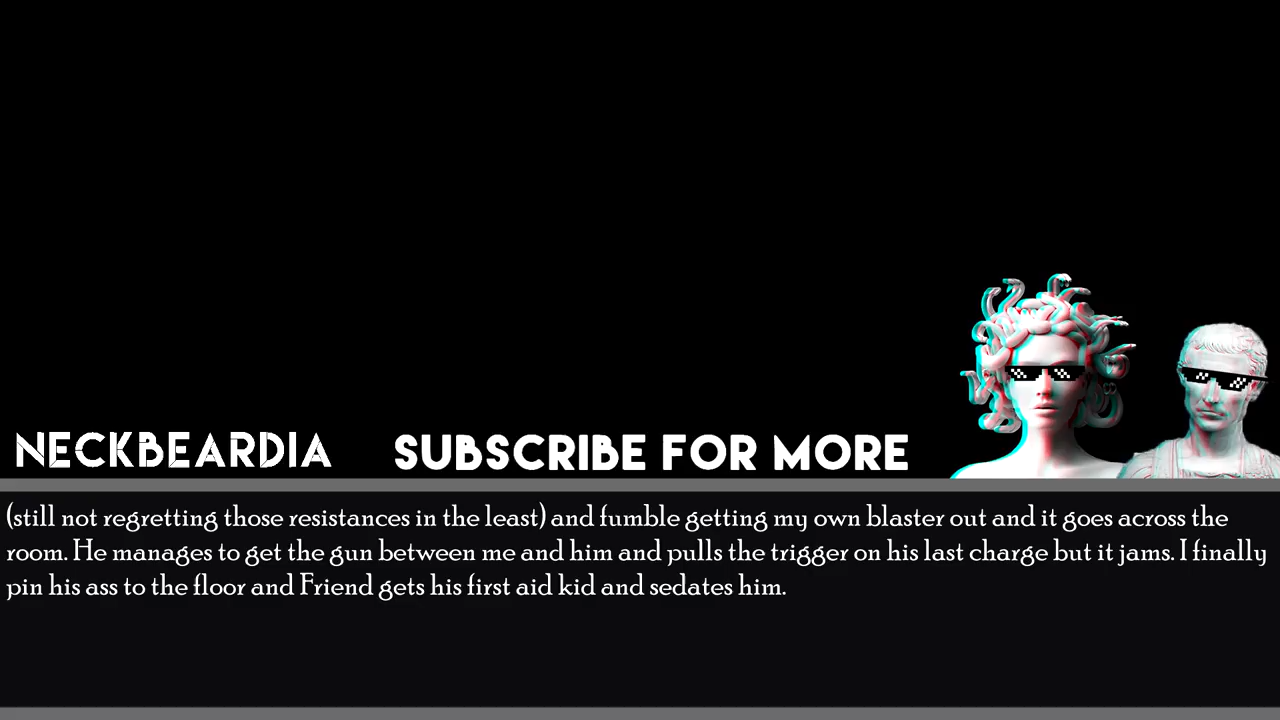 NECKBEARDIA
SUBSCRIBE FOR MORE
(still not regretting those resistances in the least) and fumble getting my own blaster out and it goes across the
room. He manages to get the gun between me and him and pulls the trigger on his last charge but it jams. I finally
pin his ass to the floor and Friend gets his first aid kid and sedates him.